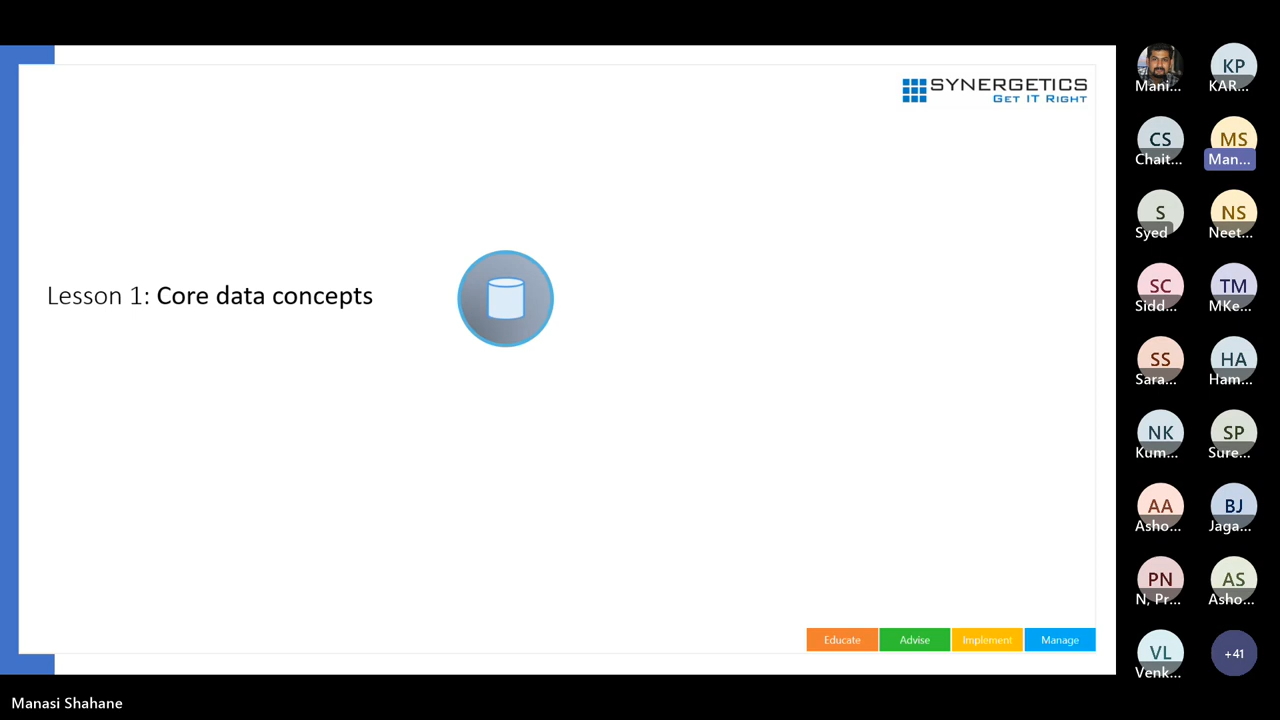 SYNERGETICS
GET IT RIGHT
Lesson 1: Core data concepts
Educate Advise Implement Manage
Mani... KP KAR...
CS Chait... MS Man...
S Syed NS Neet...
SC Sidd... TM MKe...
SS Sara... HA Ham...
NK Kum... SP Sure...
AA Asho... BJ Jaga...
PN N, Pr... AS Asho...
VL Venk... +41
Manasi Shahane